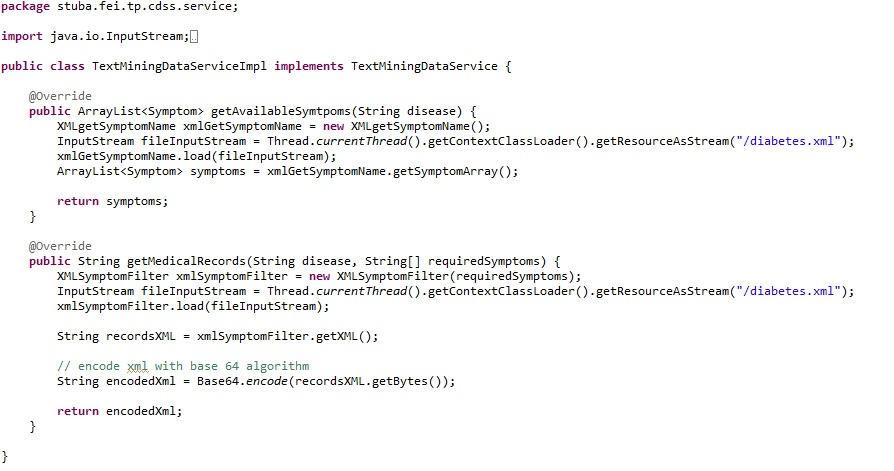 package stuba.fei.tp.cdss.service;
import java.io.InputStream;
public class TextMiningDataServiceImpl implements TextMiningDataService {
@Override
public ArrayList<Symptom> getAvailableSymtpoms(String disease) {
XMLgetSymptomName xmlGetSymptomName = new XMLgetSymptomName();
InputStream fileInputStream = Thread.currentThread().getContextClassLoader().getResourceAsStream("/diabetes.xml");
xmlGetSymptomName.load(fileInputStream);
ArrayList<Symptom> symptoms = xmlGetSymptomName.getSymptomArray();
return symptoms;
}
@Override
public String getMedicalRecords(String disease, String[] requiredSymptoms) {
XMLSymptomFilter xmlSymptomFilter = new XMLSymptomFilter(requiredSymptoms);
InputStream fileInputStream = Thread.currentThread().getContextClassLoader().getResourceAsStream("/diabetes.xml");
xmlSymptomFilter.load(fileInputStream);
String recordsXML = xmlSymptomFilter.getXML();
// encode xml with base 64 algorithm
String encodedXml = Base64.encode(recordsXML.getBytes());
return encodedXml;
}
}